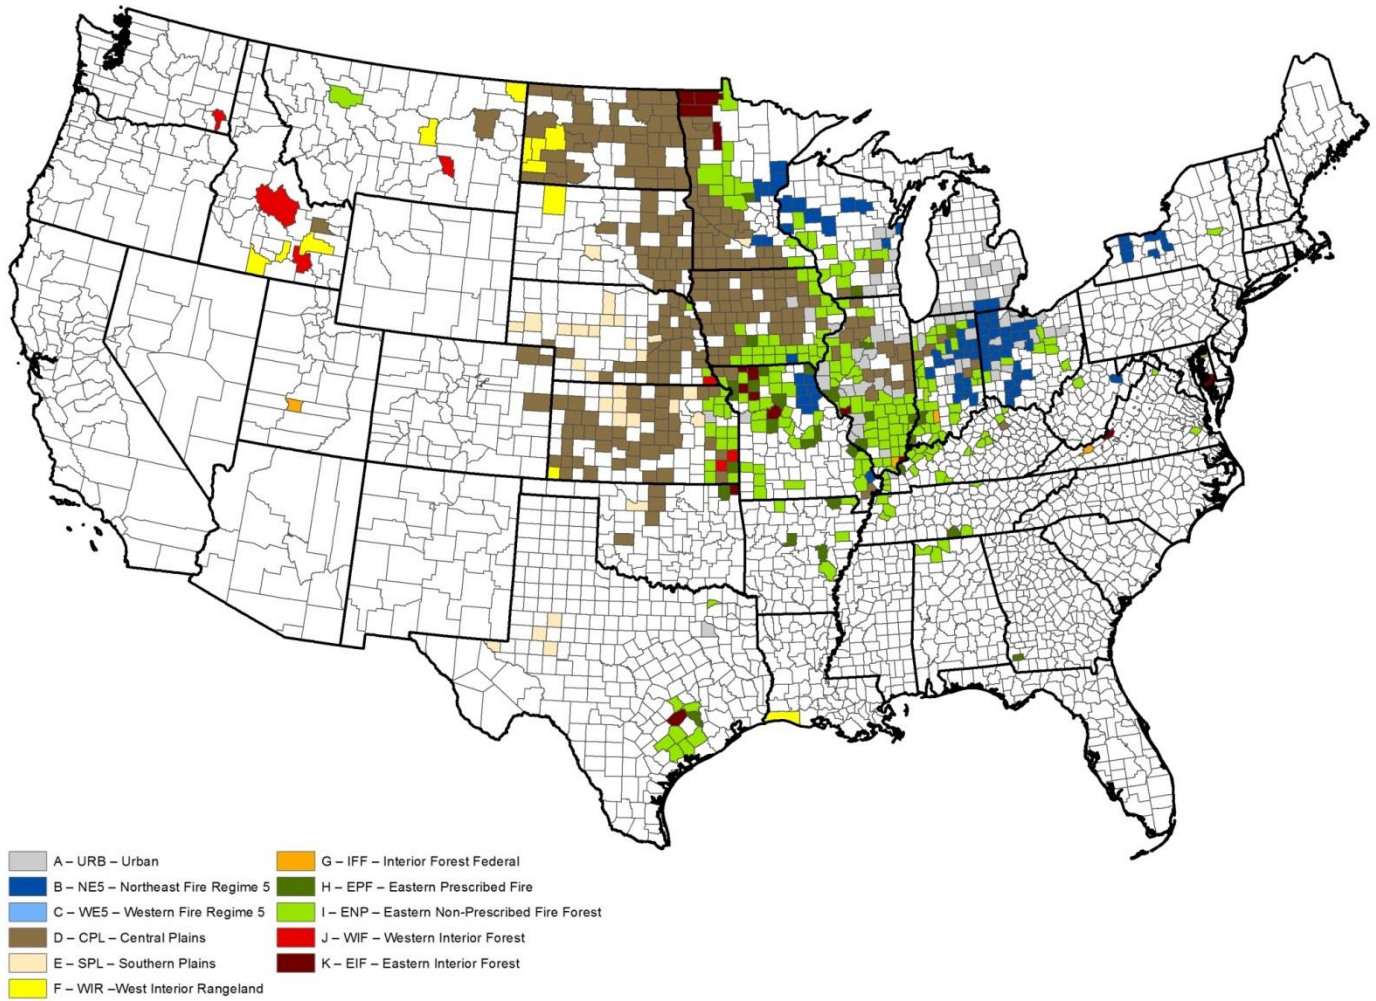 A – URB – Urban
B – NE5 – Northeast Fire Regime 5
C – WE5 – Western Fire Regime 5
D – CPL – Central Plains
E – SPL – Southern Plains
F – WIR –West Interior Rangeland
G – IFF – Interior Forest Federal
H – EPF – Eastern Prescribed Fire
I – ENP – Eastern Non-Prescribed Fire Forest
J – WIF – Western Interior Forest
K – EIF – Eastern Interior Forest